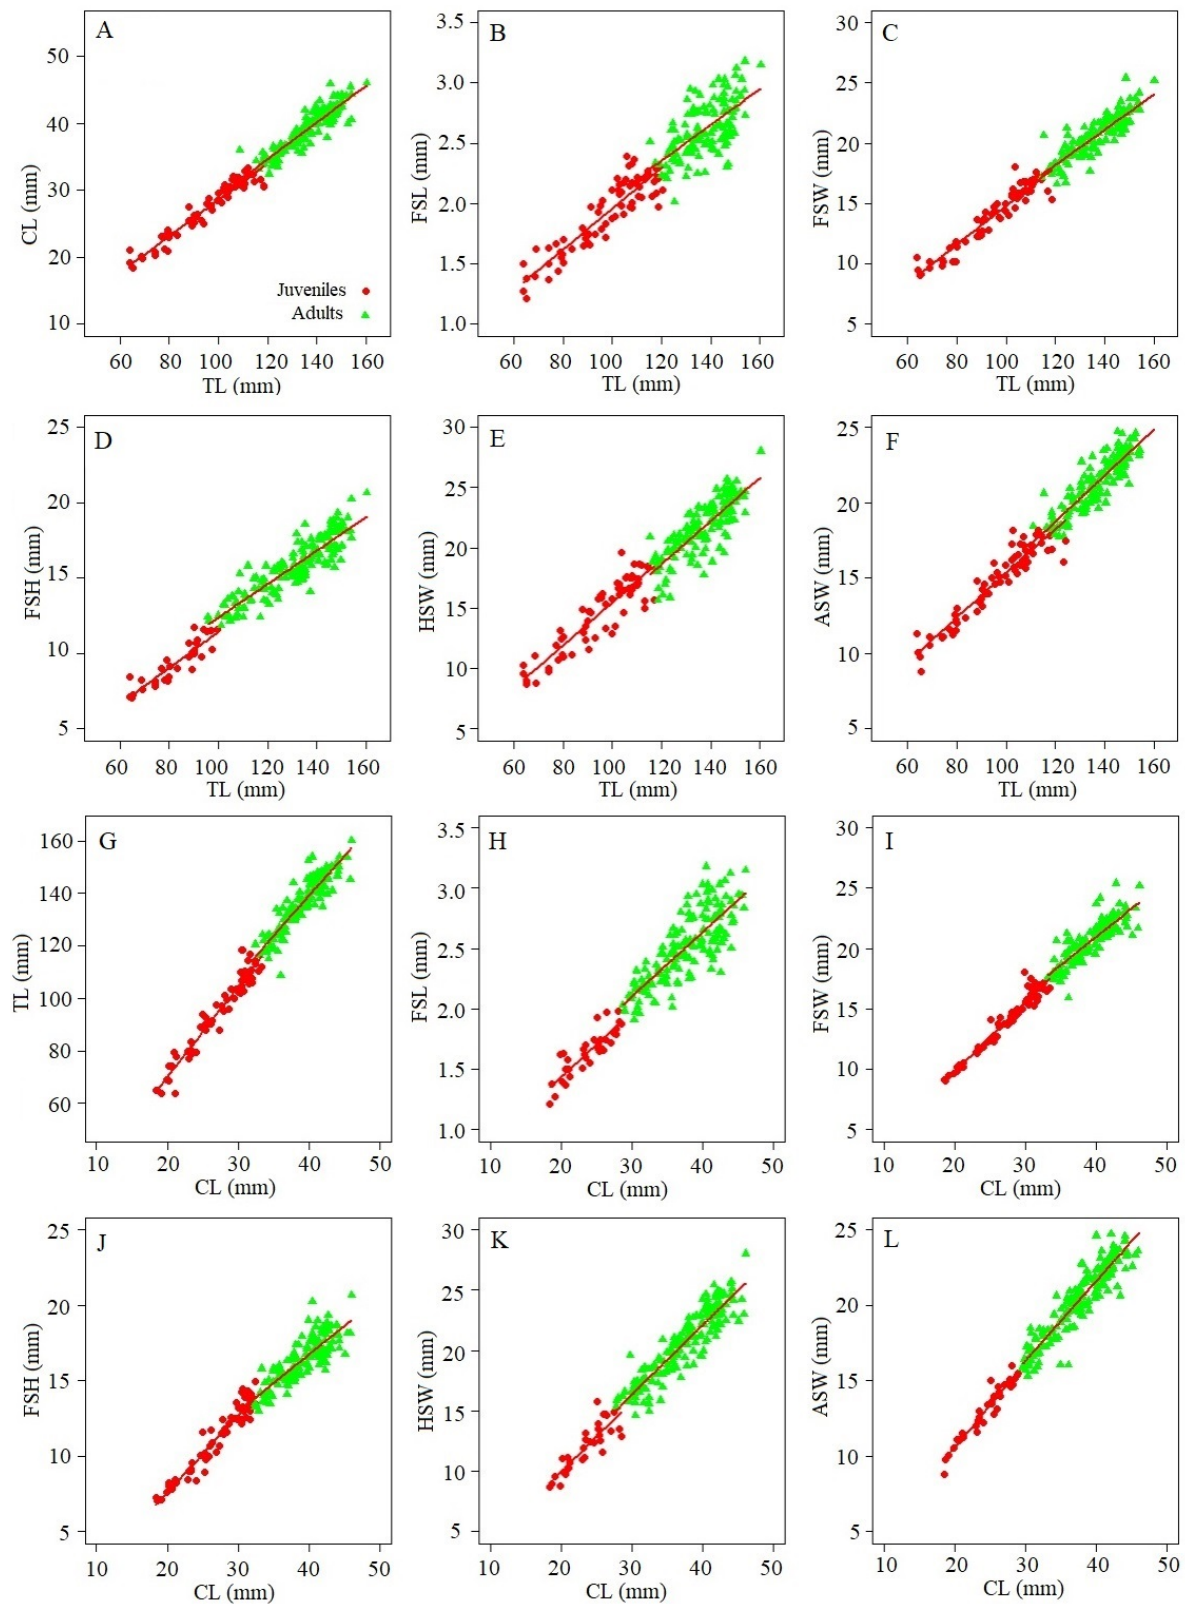 A
50
40
30
20
10
CL (mm)
Juveniles
Adults
60 80 100 120 140 160
TL (mm)
B
3.5
3.0
2.5
2.0
1.5
1.0
FSL (mm)
60 80 100 120 140 160
TL (mm)
C
30
25
20
15
10
5
FSW (mm)
60 80 100 120 140 160
TL (mm)
D
25
20
15
10
5
FSH (mm)
60 80 100 120 140 160
TL (mm)
E
30
25
20
15
10
5
HSW (mm)
60 80 100 120 140 160
TL (mm)
F
25
20
15
10
5
ASW (mm)
60 80 100 120 140 160
TL (mm)
G
160
140
120
100
80
60
TL (mm)
10 20 30 40 50
CL (mm)
H
3.5
3.0
2.5
2.0
1.5
1.0
FSL (mm)
10 20 30 40 50
CL (mm)
I
30
25
20
15
10
5
FSW (mm)
10 20 30 40 50
CL (mm)
J
25
20
15
10
5
FSH (mm)
10 20 30 40 50
CL (mm)
K
30
25
20
15
10
5
HSW (mm)
10 20 30 40 50
CL (mm)
L
25
20
15
10
5
ASW (mm)
10 20 30 40 50
CL (mm)